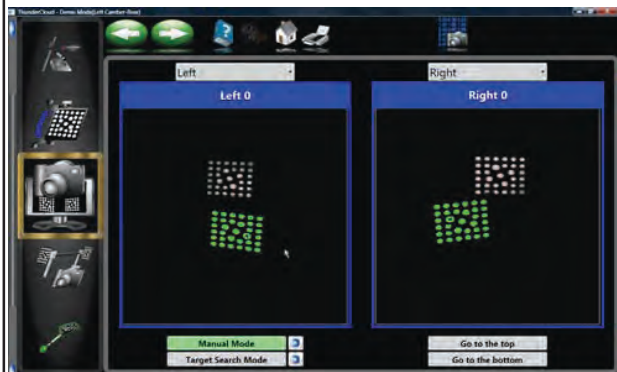 ThunderCloud - Demo Mode(Left Camber-Rear)
Left
Right
Left 0
Right 0
Manual Mode
Go to the top
Target Search Mode
Go to the bottom